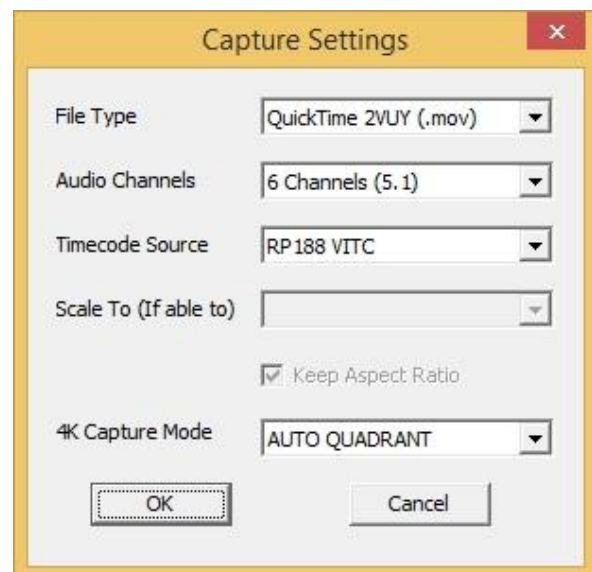 Capture Settings
File Type QuickTime 2VUY (.mov)
Audio Channels 6 Channels (5.1)
Timecode Source RP188 VITC
Scale To (If able to)
Keep Aspect Ratio
4K Capture Mode AUTO QUADRANT
OK Cancel